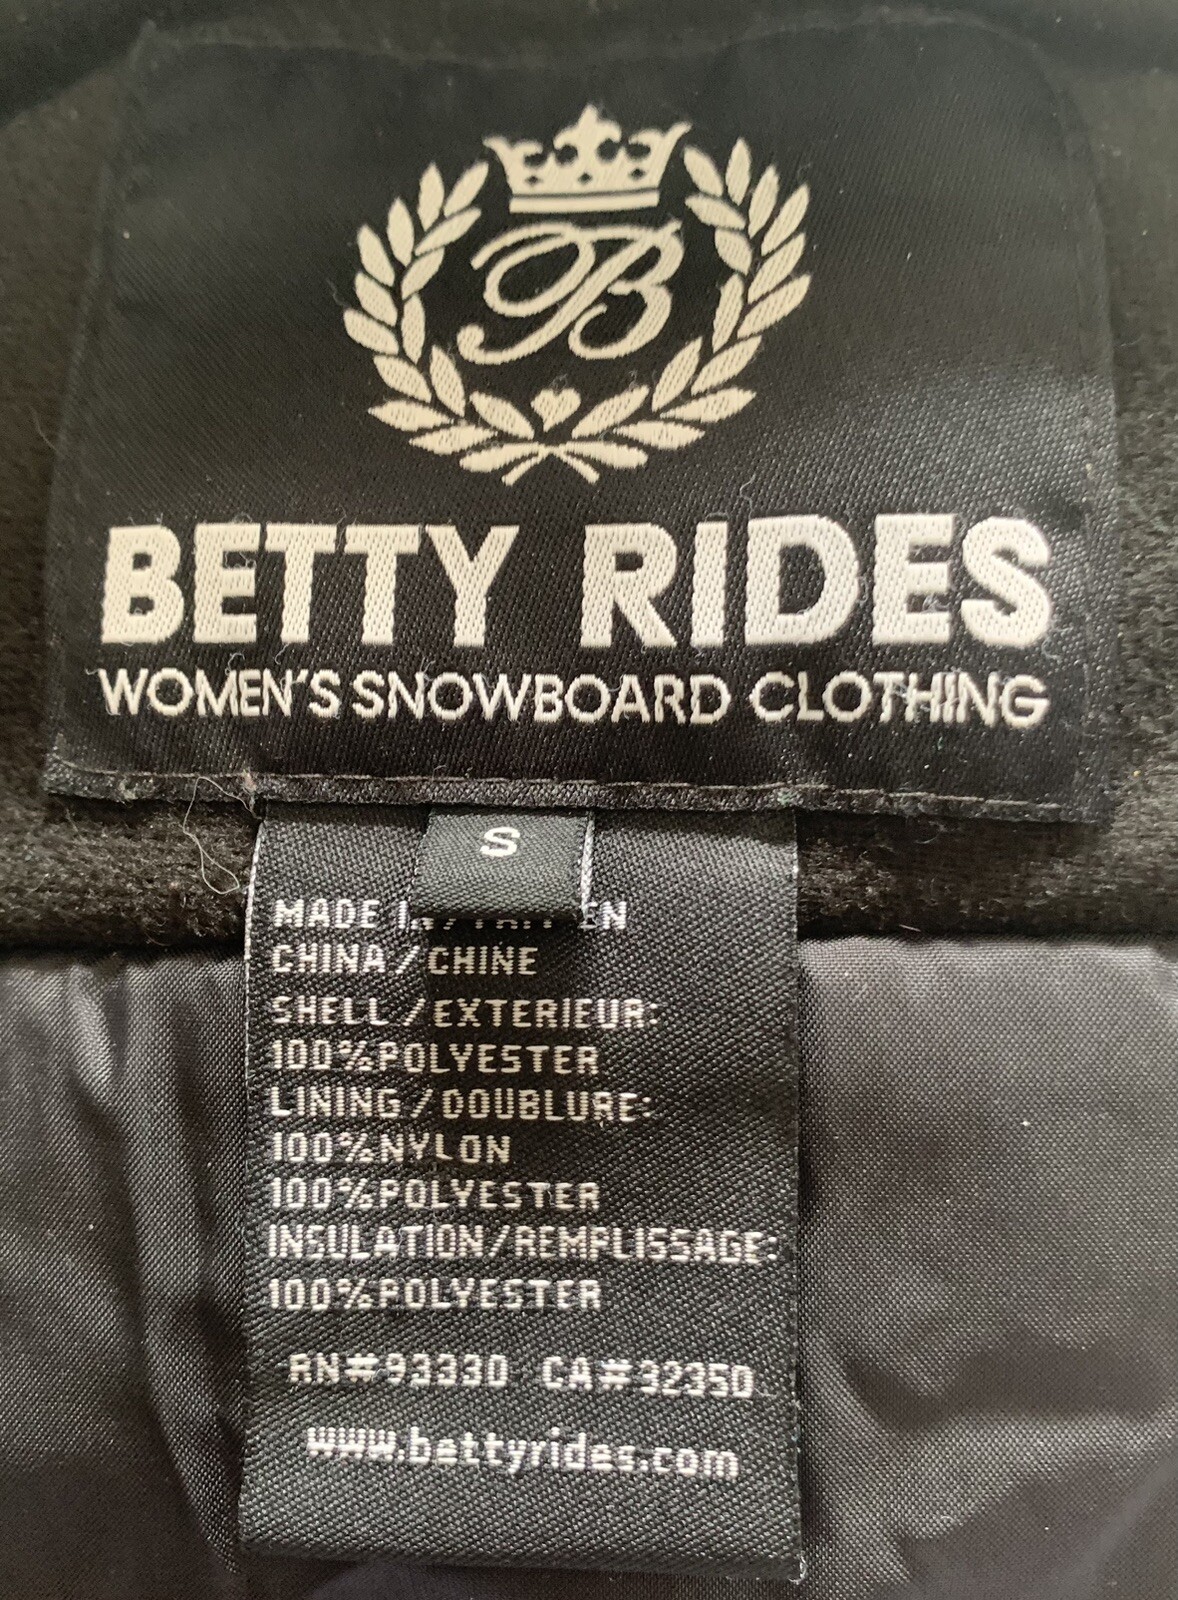 B
BETTY RIDES
WOMEN'S SNOWBOARD CLOTHING
S
MADE
CHINA/CHINE
SHELL/EXTERIEUR:
100%POLYESTER
LINING/DOUBLURE:
100%NYLON
100%POLYESTER
INSULATION/REMPLISSAGE:
100%POLYESTER
RN#93330 CA#32350
www.bettyrides.com